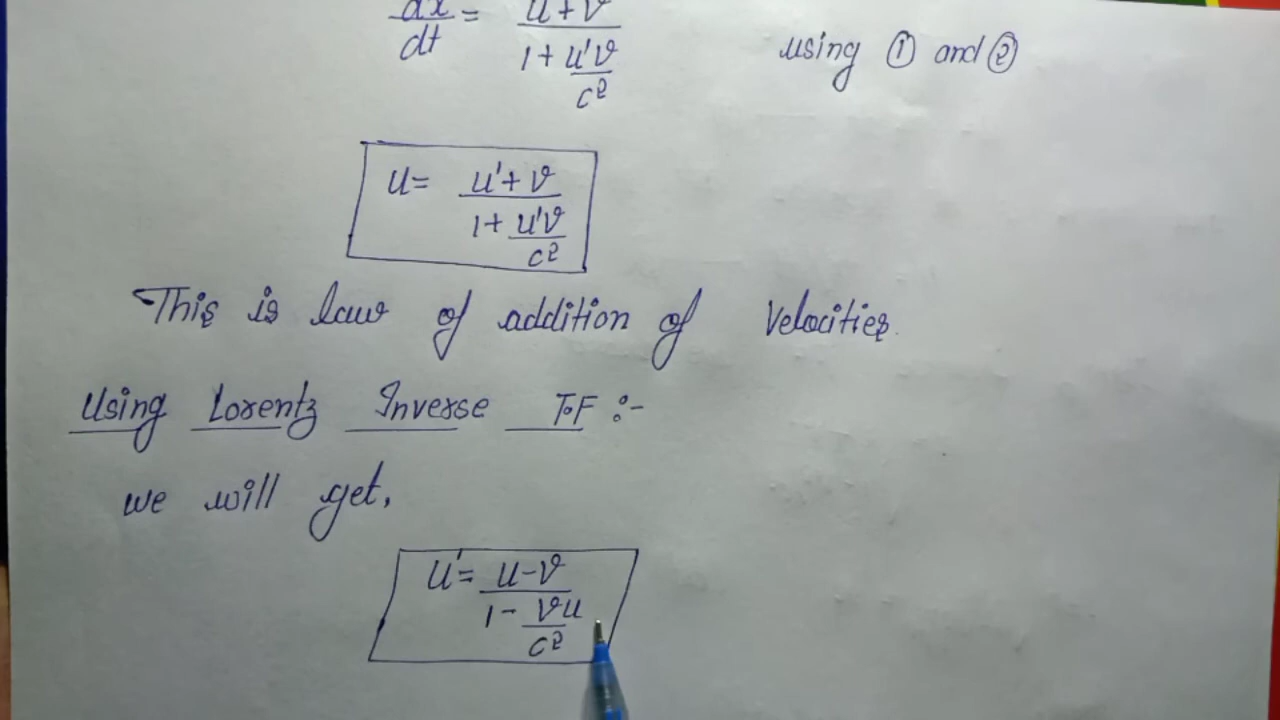 dx/dt = u'+v / 1 + u'v/c² using ① and ②
u = u'+v / 1+ u'v/c²
This is law of addition of Velocities.
Using Lorentz Inverse T.F :-
we will get,
u' = u-v / 1- vu/c²